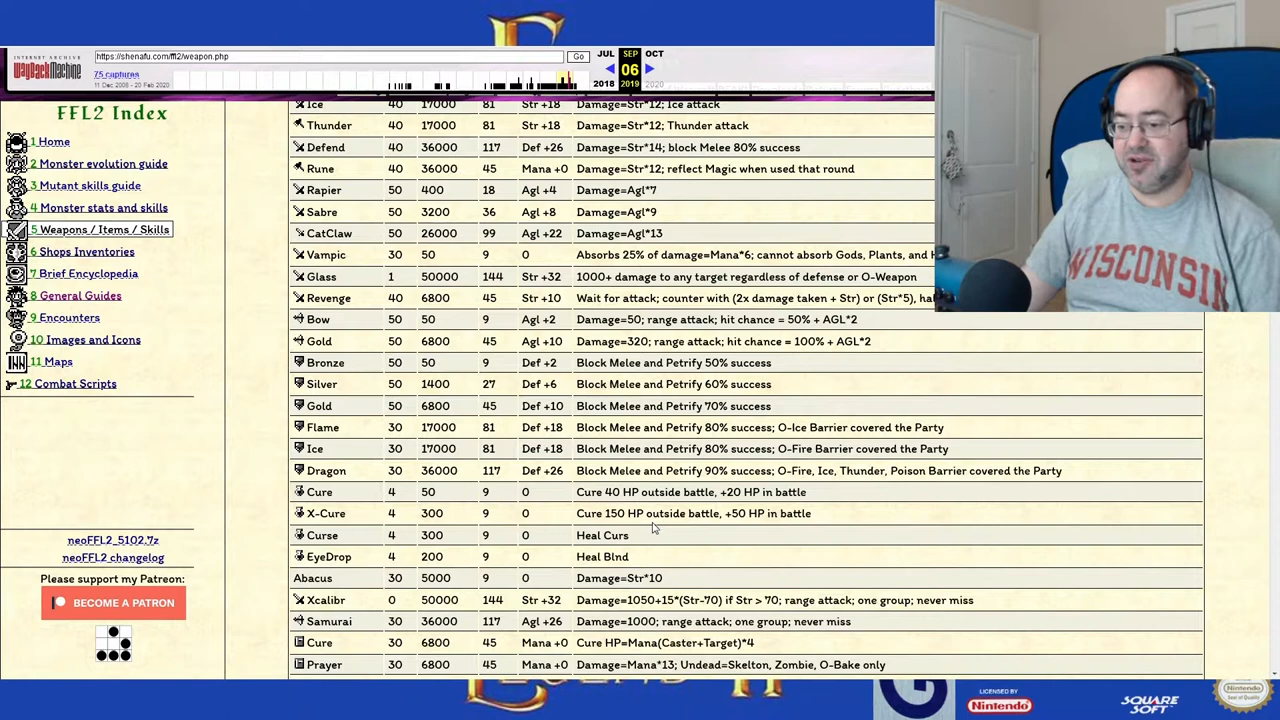 INTERNET ARCHIVE
WayBackMachine
https://shenafu.com/ffl2/weapon.php
Go
JUL SEP OCT
75 captures
06
11 Dec 2008 - 20 Feb 2020
2018 2019 2020
FFL2 Index
1 Home
2 Monster evolution guide
3 Mutant skills guide
4 Monster stats and skills
5 Weapons / Items / Skills
6 Shops Inventories
7 Brief Encyclopedia
8 General Guides
9 Encounters
10 Images and Icons
INN 11 Maps
12 Combat Scripts
neoFFL2_5102.7z
neoFFL2 changelog
Please support my Patreon:
BECOME A PATRON
Ice 40 17000 81 Str +18 Damage=Str*12; Ice attack
Thunder 40 17000 81 Str +18 Damage=Str*12; Thunder attack
Defend 40 36000 117 Def +26 Damage=Str*14; block Melee 80% success
Rune 40 36000 45 Mana +0 Damage=Str*12; reflect Magic when used that round
Rapier 50 400 18 Agl +4 Damage=Agl*7
Sabre 50 3200 36 Agl +8 Damage=Agl*9
CatClaw 50 26000 99 Agl +22 Damage=Agl*13
Vampic 30 50 9 0 Absorbs 25% of damage=Mana*6; cannot absorb Gods, Plants, and
Glass 1 50000 144 Str +32 1000+ damage to any target regardless of defense or O-Weapon
Revenge 40 6800 45 Str +10 Wait for attack; counter with (2x damage taken + Str) or (Str*5),
Bow 50 50 9 Agl +2 Damage=50; range attack; hit chance = 50% + AGL*2
Gold 50 6800 45 Agl +10 Damage=320; range attack; hit chance = 100% + AGL*2
Bronze 50 50 9 Def +2 Block Melee and Petrify 50% success
Silver 50 1400 27 Def +6 Block Melee and Petrify 60% success
Gold 50 6800 45 Def +10 Block Melee and Petrify 70% success
Flame 30 17000 81 Def +18 Block Melee and Petrify 80% success; O-Ice Barrier covered the Party
Ice 30 17000 81 Def +18 Block Melee and Petrify 80% success; O-Fire Barrier covered the Party
Dragon 30 36000 117 Def +26 Block Melee and Petrify 90% success; O-Fire, Ice, Thunder, Poison Barrier covered the Party
Cure 4 50 9 0 Cure 40 HP outside battle, +20 HP in battle
X-Cure 4 300 9 0 Cure 150 HP outside battle, +50 HP in battle
Curse 4 300 9 0 Heal Curs
EyeDrop 4 200 9 0 Heal Blnd
Abacus 30 5000 9 0 Damage=Str*10
Xcalibr 0 50000 144 Str +32 Damage=1050+15*(Str-70) if Str > 70; range attack; one group; never miss
Samurai 30 36000 117 Agl +26 Damage=1000; range attack; one group; never miss
Cure 30 6800 45 Mana +0 Cure HP=Mana(Caster+Target)*4
Prayer 30 6800 45 Mana +0 Damage=Mana*13; Undead=Skelton, Zombie, O-Bake only
WISCONSIN
LICENSED BY
Nintendo
SQUARE
SOFT
Nintendo